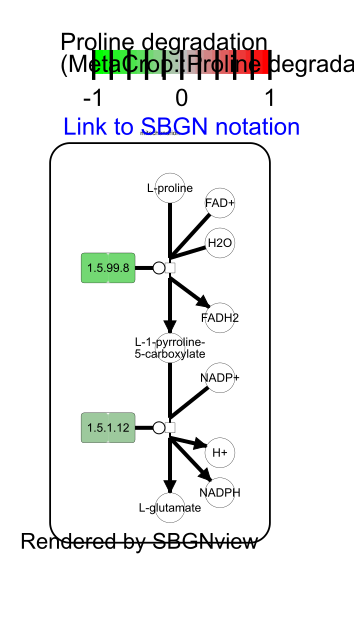 Proline degradation
(MetaCrop::Proline degrada
-1 0 1
Link to SBGN notation
L-proline
FAD+
H2O
1.5.99.8
FADH2
L-1-pyrroline-
5-carboxylate
NADP+
1.5.1.12
H+
NADPH
L-glutamate
Rendered by SBGNview